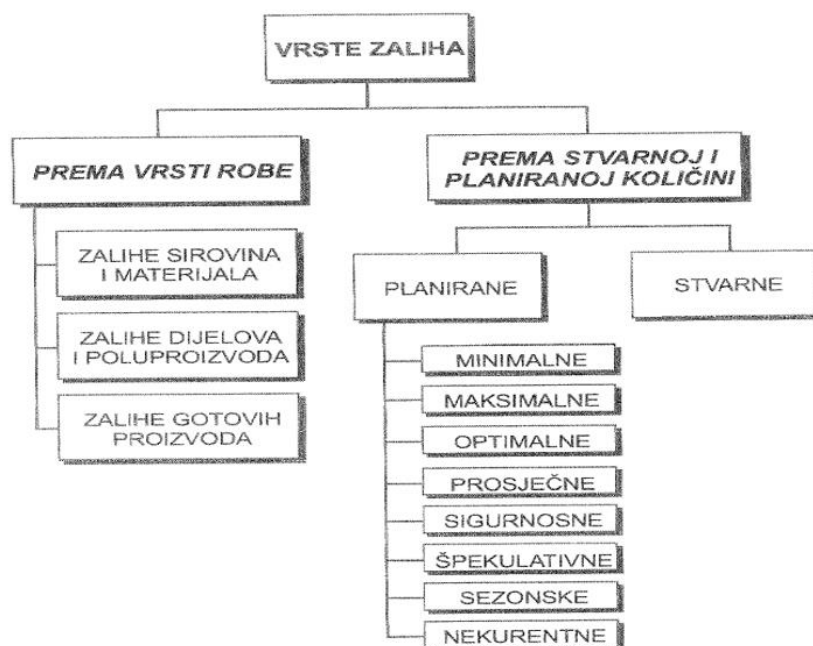 VRSTE ZALIHA
PREMA VRSTI ROBE
ZALIHE SIROVINA
I MATERIJALA
ZALIHE DIJELOVA
I POLUPROIZVODA
ZALIHE GOTOVIH
PROIZVODA
PREMA STVARNOJ I
PLANIRANOJ KOLIČINI
PLANIRANE
STVARNE
MINIMALNE
MAKSIMALNE
OPTIMALNE
PROSJEČNE
SIGURNOSNE
ŠPEKULATIVNE
SEZONSKE
NEKURENTNE